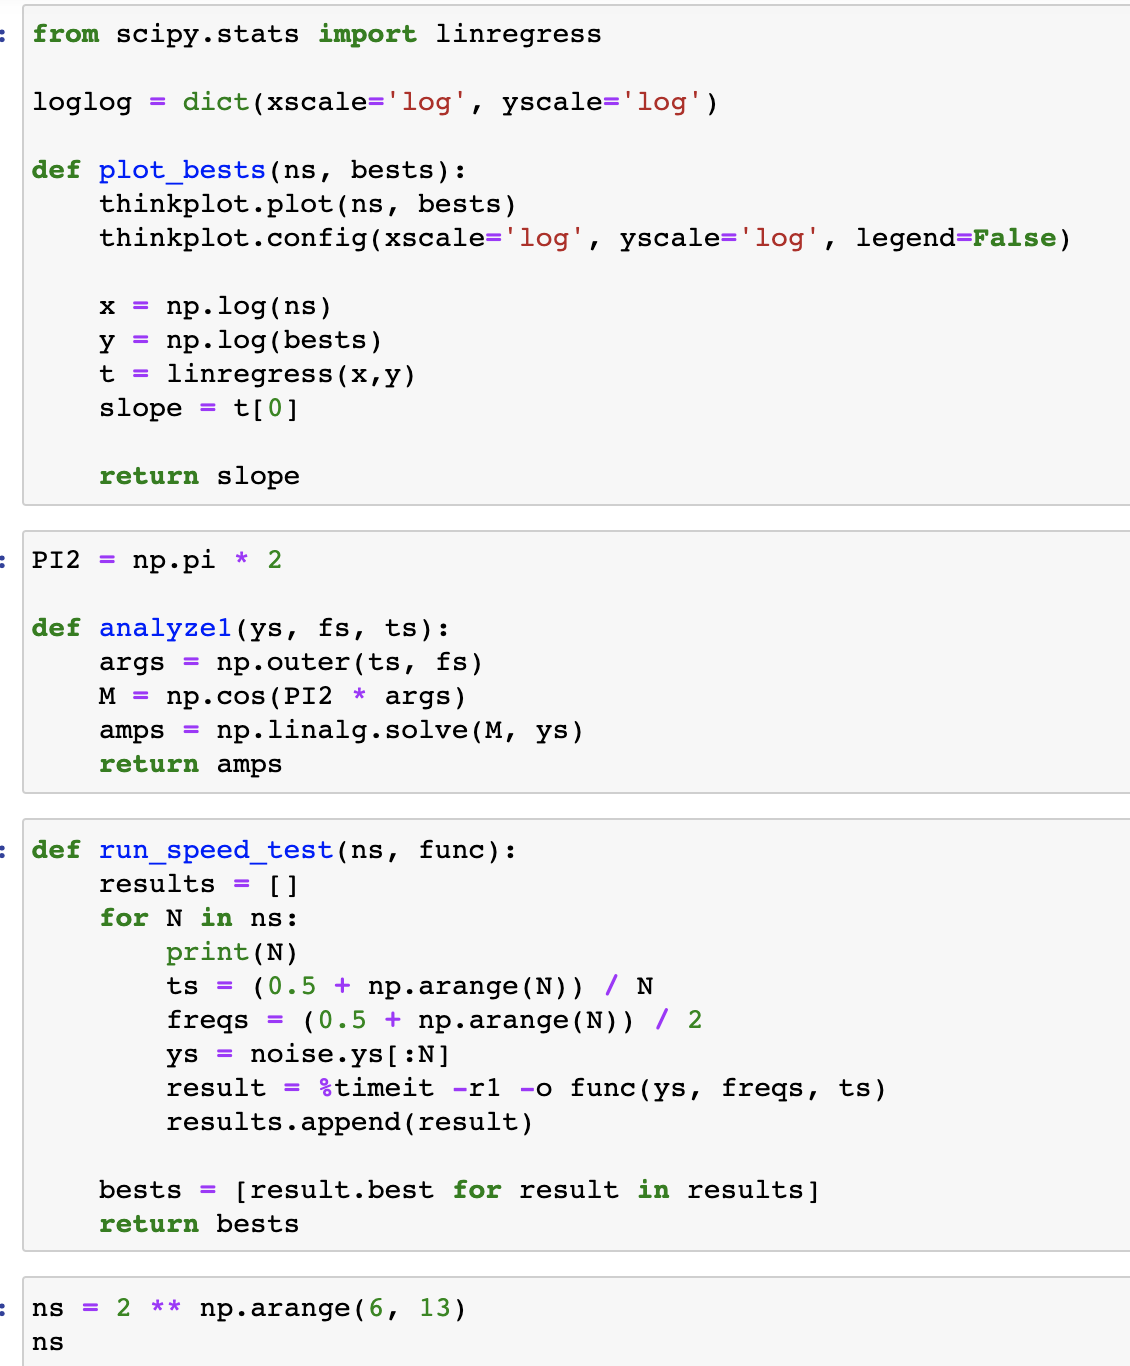 from scipy.stats import linregress
loglog = dict(xscale='log', yscale='log')
def plot_bests(ns, bests):
    thinkplot.plot(ns, bests)
    thinkplot.config(xscale='log', yscale='log', legend=False)
    x = np.log(ns)
    y = np.log(bests)
    t = linregress(x,y)
    slope = t[0]
    return slope
PI2 = np.pi * 2
def analyze1(ys, fs, ts):
    args = np.outer(ts, fs)
    M = np.cos(PI2 * args)
    amps = np.linalg.solve(M, ys)
    return amps
def run_speed_test(ns, func):
    results = []
    for N in ns:
        print(N)
        ts = (0.5 + np.arange(N)) / N
        freqs = (0.5 + np.arange(N)) / 2
        ys = noise.ys[:N]
        result = %timeit -r1 -o func(ys, freqs, ts)
        results.append(result)
    bests = [result.best for result in results]
    return bests
ns = 2 ** np.arange(6, 13)
ns